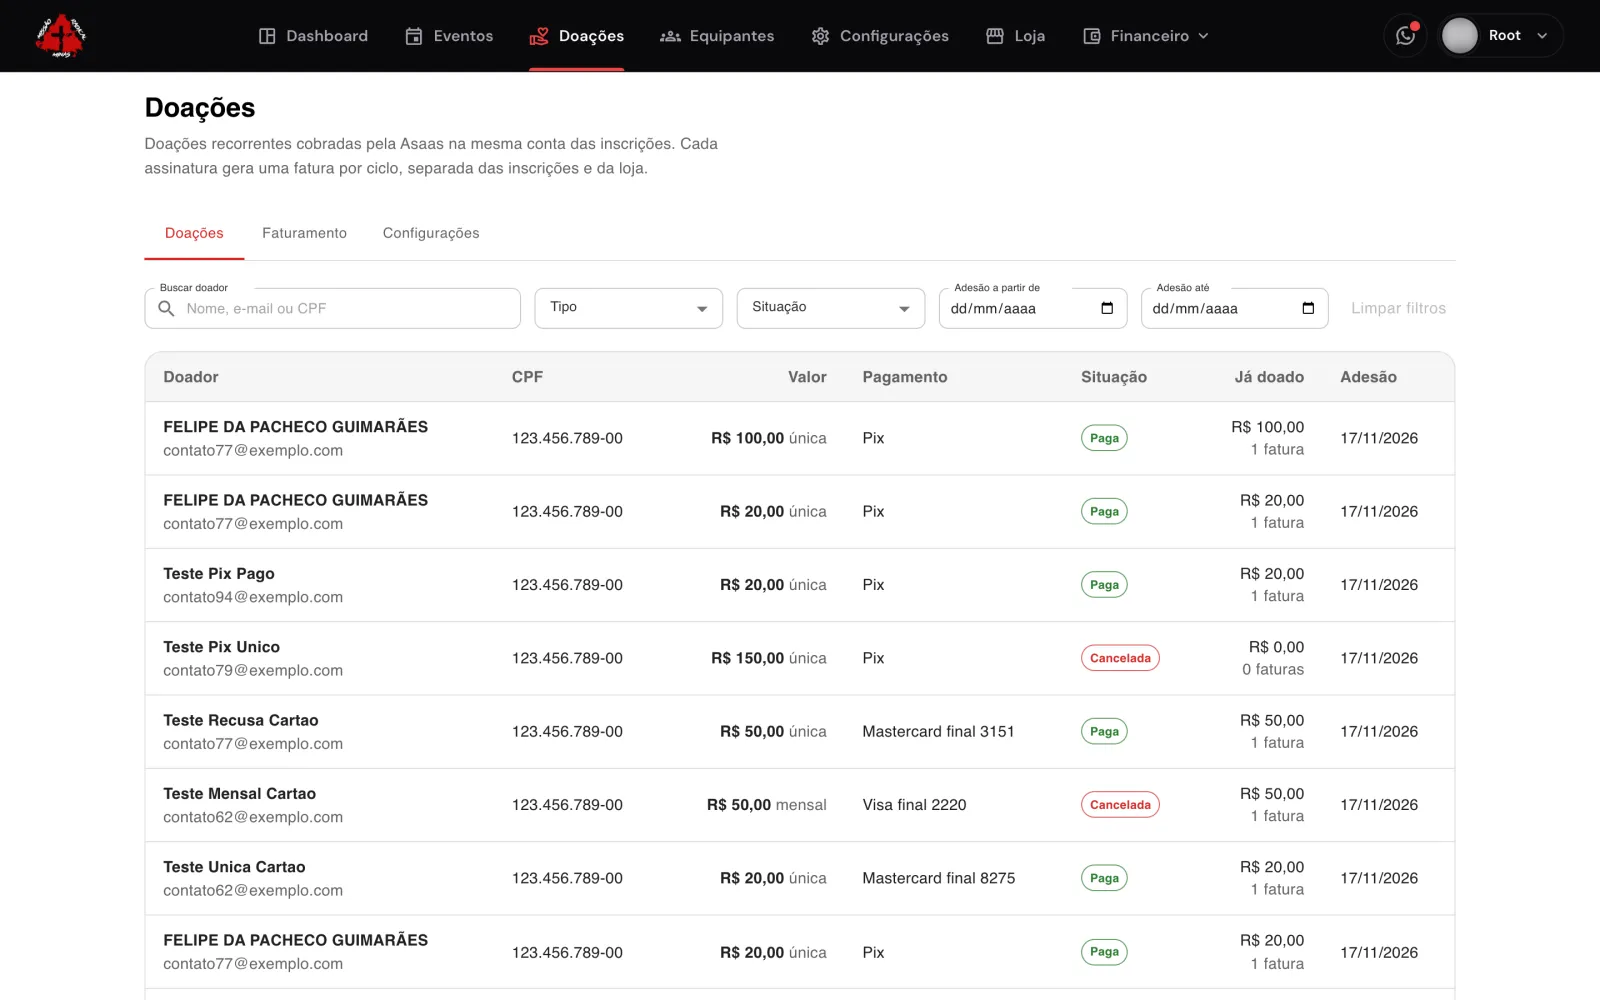 MISSÃO RADICAL MINAS
Dashboard
Eventos
Doações
Equipantes
Configurações
Loja
Financeiro
Root
Doações
Doações recorrentes cobradas pela Asaas na mesma conta das inscrições. Cada
assinatura gera uma fatura por ciclo, separada das inscrições e da loja.
Doações
Faturamento
Configurações
Buscar doador
Nome, e-mail ou CPF
Tipo
Situação
Adesão a partir de
dd/mm/aaaa
Adesão até
dd/mm/aaaa
Limpar filtros
Doador CPF Valor Pagamento Situação Já doado Adesão
FELIPE DA PACHECO GUIMARÃES
contato77@exemplo.com
123.456.789-00
R$ 100,00 única
Pix
Paga
R$ 100,00
1 fatura
17/11/2026
FELIPE DA PACHECO GUIMARÃES
contato77@exemplo.com
123.456.789-00
R$ 20,00 única
Pix
Paga
R$ 20,00
1 fatura
17/11/2026
Teste Pix Pago
contato94@exemplo.com
123.456.789-00
R$ 20,00 única
Pix
Paga
R$ 20,00
1 fatura
17/11/2026
Teste Pix Unico
contato79@exemplo.com
123.456.789-00
R$ 150,00 única
Pix
Cancelada
R$ 0,00
0 faturas
17/11/2026
Teste Recusa Cartao
contato77@exemplo.com
123.456.789-00
R$ 50,00 única
Mastercard final 3151
Paga
R$ 50,00
1 fatura
17/11/2026
Teste Mensal Cartao
contato62@exemplo.com
123.456.789-00
R$ 50,00 mensal
Visa final 2220
Cancelada
R$ 50,00
1 fatura
17/11/2026
Teste Unica Cartao
contato62@exemplo.com
123.456.789-00
R$ 20,00 única
Mastercard final 8275
Paga
R$ 20,00
1 fatura
17/11/2026
FELIPE DA PACHECO GUIMARÃES
contato77@exemplo.com
123.456.789-00
R$ 20,00 única
Pix
Paga
R$ 20,00
1 fatura
17/11/2026